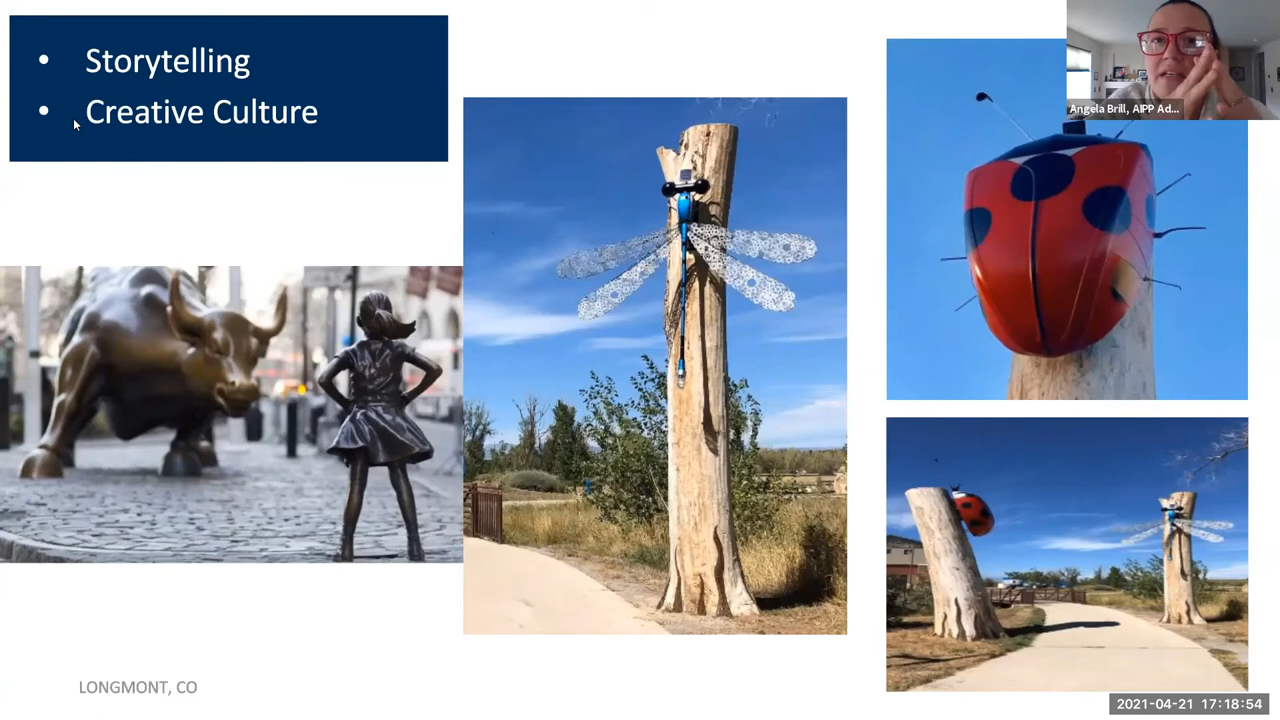 • Storytelling
• Creative Culture
Angela Brill, AIPP Ad...
LONGMONT, CO
2021-04-21 17:18:54